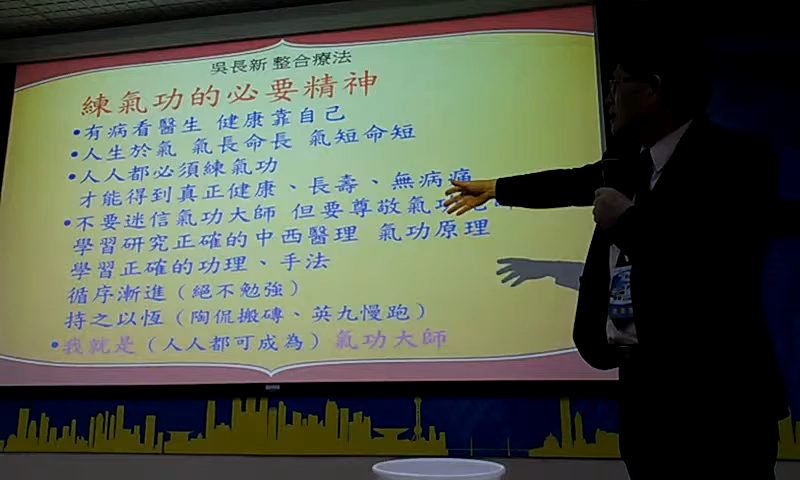 吳長新 整合療法
練氣功的必要精神
•有病看醫生 健康靠自己
•人生於氣 氣長命長 氣短命短
•人人都必須練氣功
才能得到真正健康、長壽、無病痛
•不要迷信氣功大師 但要尊敬氣功
學習研究正確的中西醫理 氣功原理
學習正確的功理、手法
循序漸進（絕不勉強）
持之以恆（陶侃搬磚、英九慢跑）
•我就是（人人都可成為）氣功大師